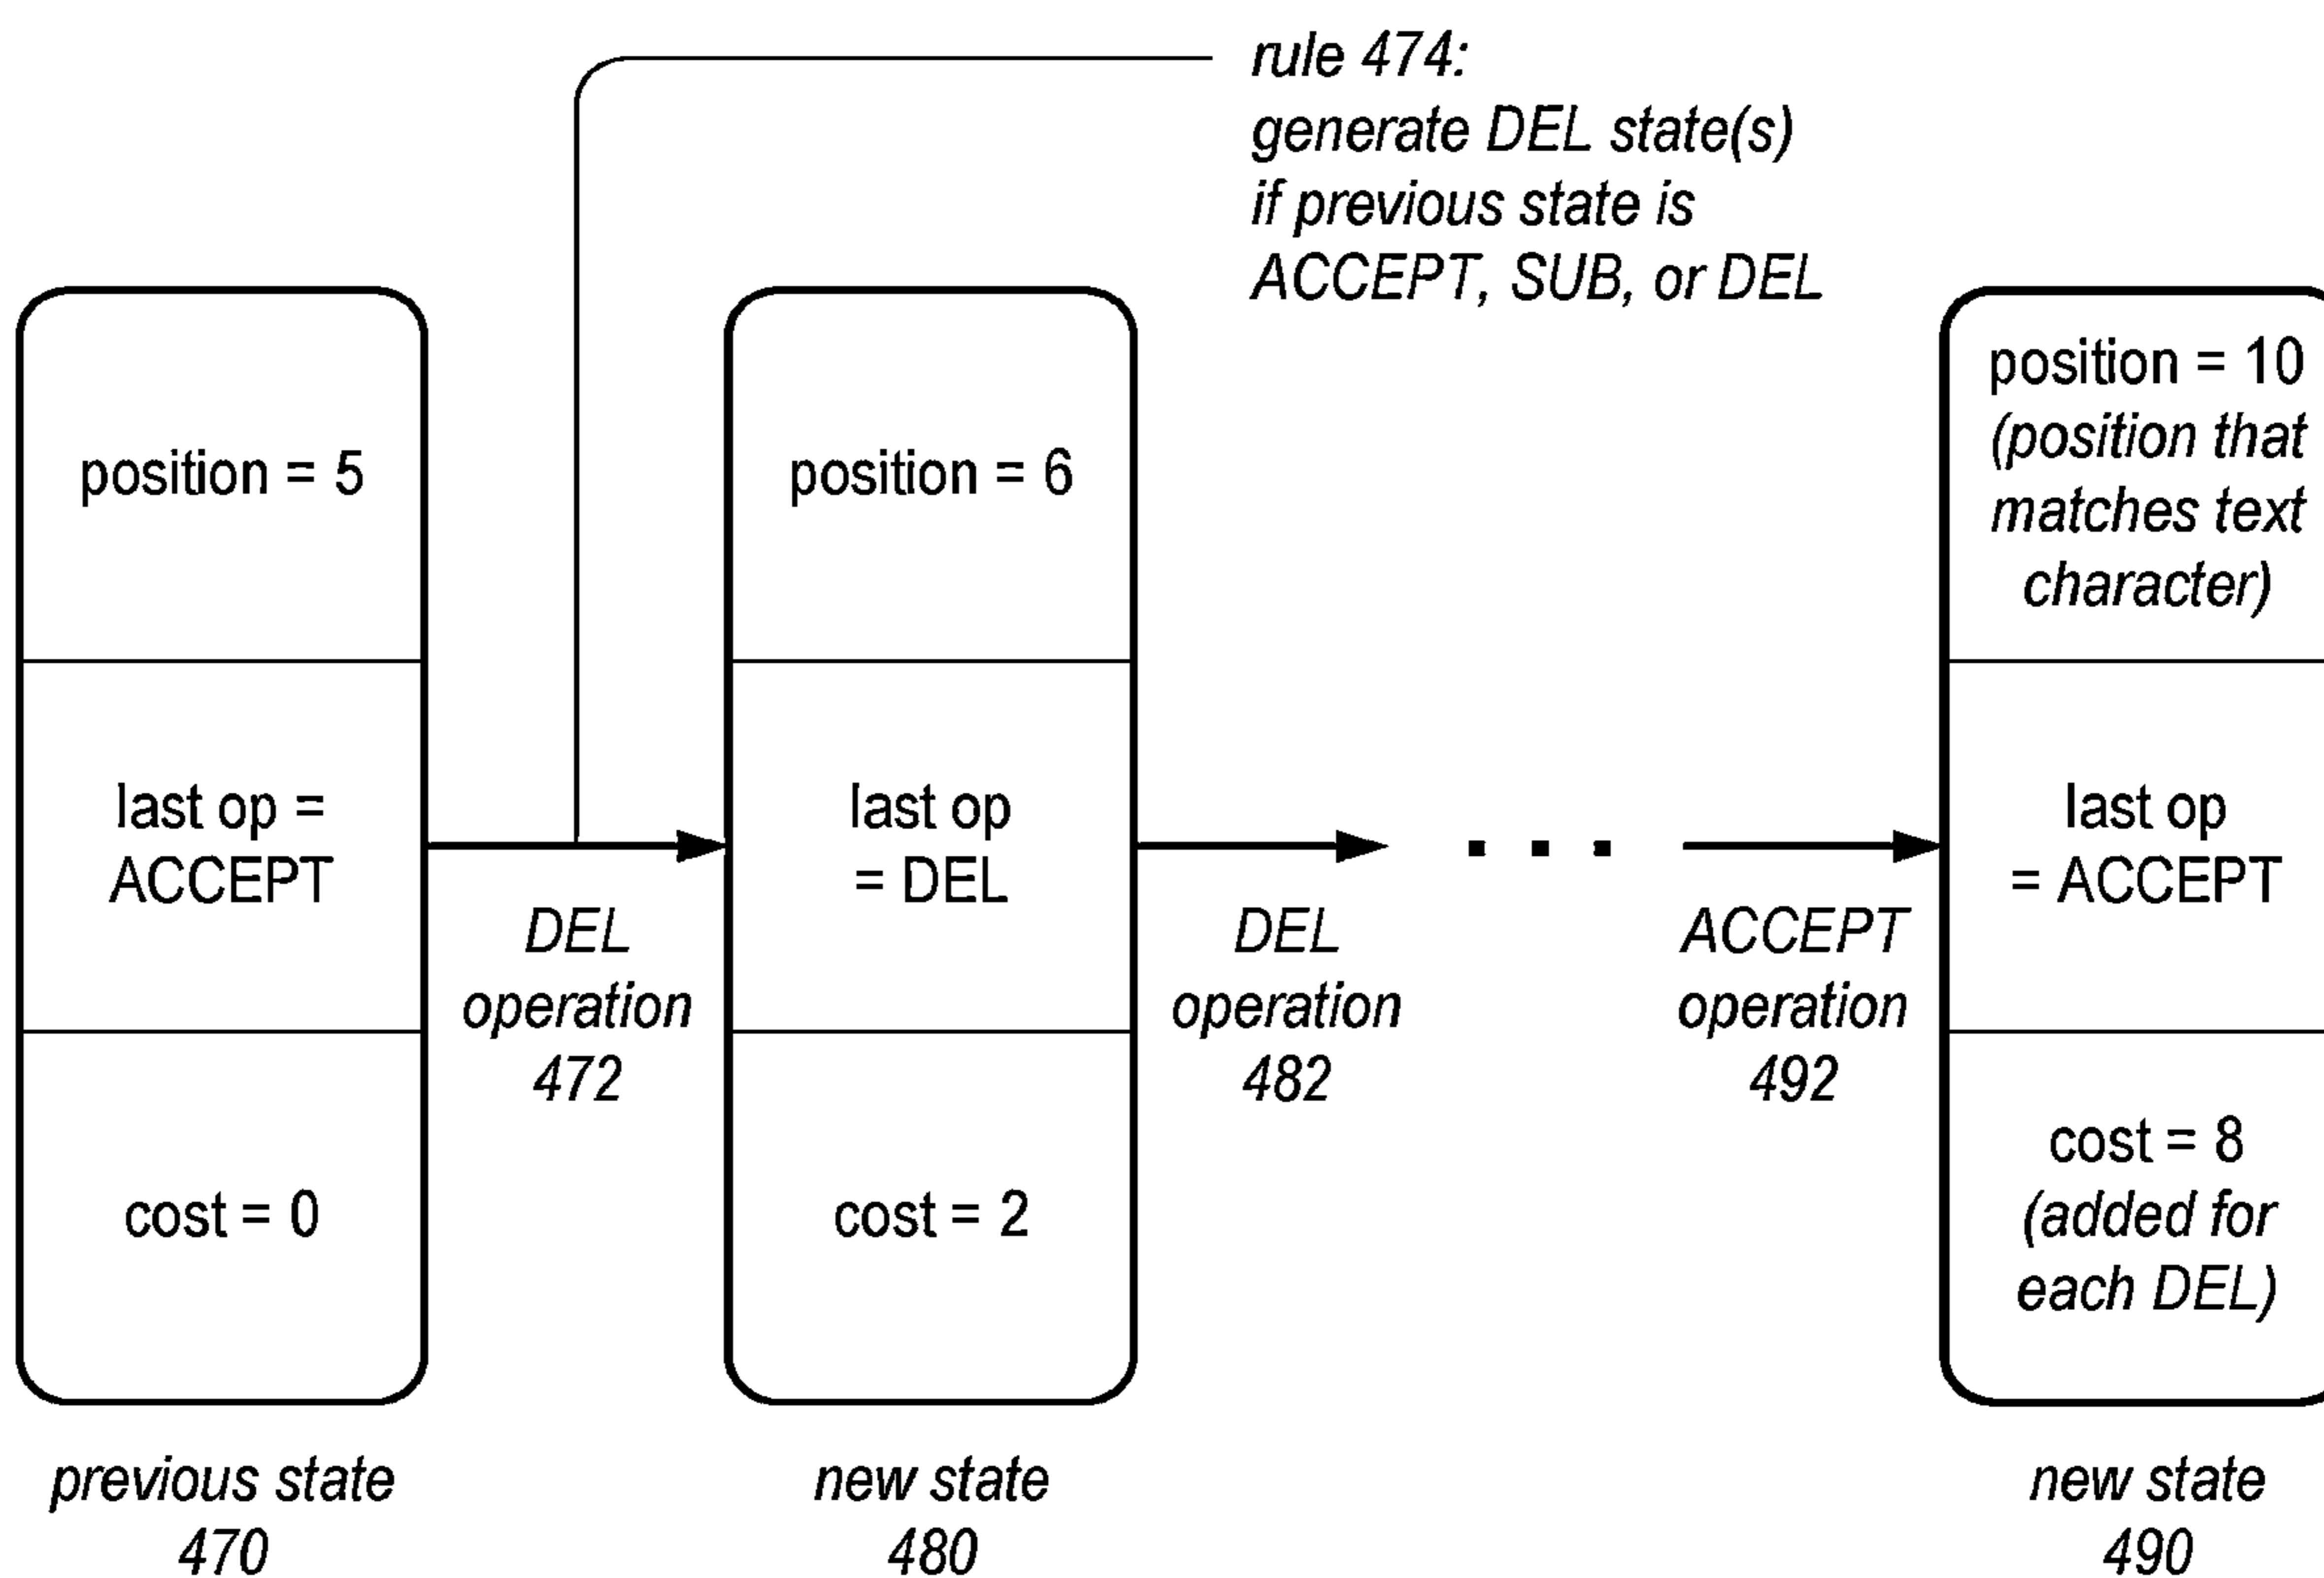 rule 474:
generate DEL state(s)
if previous state is
ACCEPT, SUB, or DEL
position = 5
last op =
ACCEPT
cost = 0
previous state
470
DEL
operation
472
position = 6
last op
= DEL
cost = 2
new state
480
DEL
operation
482
. . .
ACCEPT
operation
492
position = 10
(position that
matches text
character)
last op
= ACCEPT
cost = 8
(added for
each DEL)
new state
490